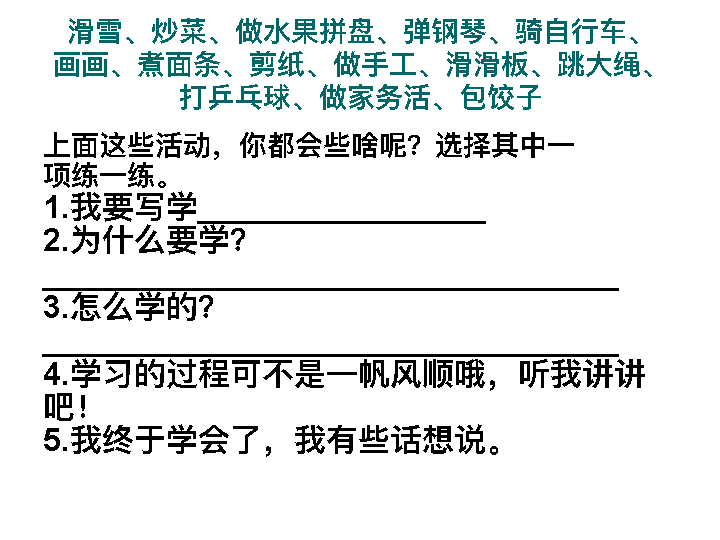 滑雪、炒菜、做水果拼盘、弹钢琴、骑自行车、
画画、煮面条、剪纸、做手工、滑滑板、跳大绳、
打乒乓球、做家务活、包饺子
上面这些活动，你都会些啥呢？选择其中一
项练一练。
1.我要写学__________________
2.为什么要学？
____________________________________
3.怎么学的？
____________________________________
4.学习的过程可不是一帆风顺哦，听我讲讲
吧！
5.我终于学会了，我有些话想说。